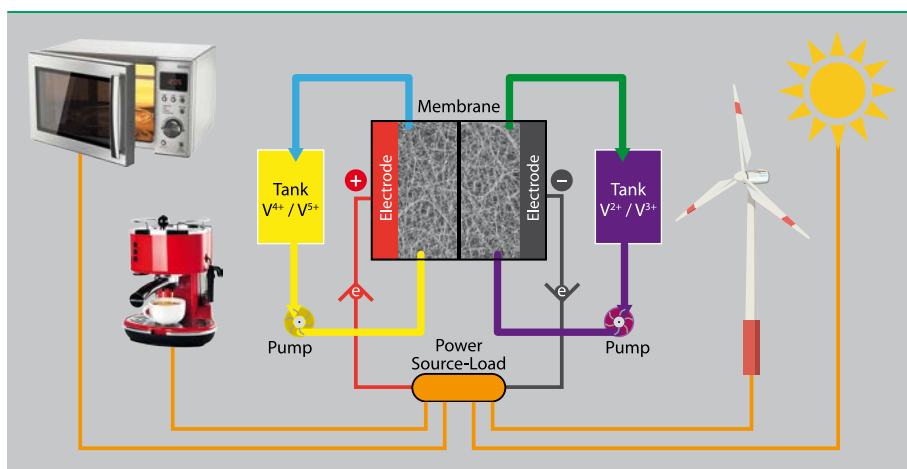 Membrane
+
Electrode
Electrode
−
Tank
V⁴⁺ / V⁵⁺
Tank
V²⁺ / V³⁺
e
e
Pump
Pump
Power
Source-Load